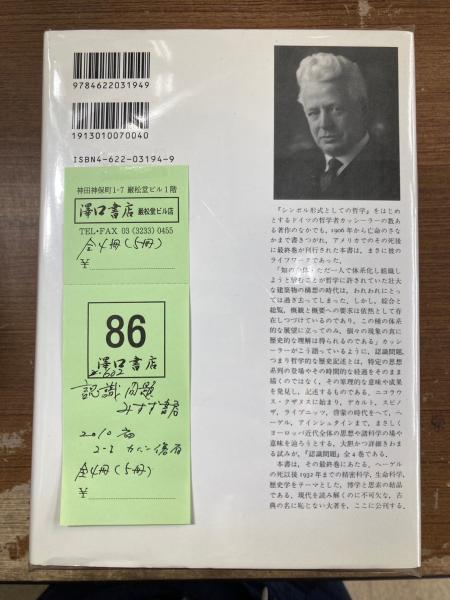 9784622031949
1913010070040
ISBN4-622-03194-9
神田神保町1-7 巌松堂ビル1階
澤口書店 巌松堂ビル店
TEL・FAX 03 (3233) 0455
全4冊(5冊)
￥
86
澤口書店
認識問題
みすず書房
2010
全4冊(5冊)
￥
『シンボル形式としての哲学』をはじめ
とするドイツの哲学者カッシーラーの数あ
る著作のなかでも、1906年から亡命のさな
かまで書きつがれ、アメリカでのその死後
に最終巻が刊行された本書は、まさに彼の
ライフワークであった。
「知の全体をただ一人で体系化し組織し
ようと望むことが哲学に許されていた壮大
な建築物の構想の時代は、われわれにとっ
ては過ぎ去ってしまった。しかし、綜合と
総覧、概観と概要への要求は依然として存
在しつづけているのであり、この種の体系
的な展望に立ってのみ、個々の現象の真に
歴史的な理解は得られるのである」カッシ
ーラーがこう語っているように、認識問題、
つまり哲学的な歴史記述とは、特定の思想
系列の登場やその時間的な経過をそのまま
描くのではなく、その原理的な意味や成果
を発見し、記述するものである。ニコラウ
ス・クザーヌスに始まり、デカルト、スピノ
ザ、ライプニッツ、啓蒙の時代をへて、ヘ
ーゲル、アインシュタインまで、まさしく
ヨーロッパ近代全体の思想や諸科学の場や
意味を辿ろうとする、大胆かつ詳細きわま
る試みが、『認識問題』全4巻である。
本書は、その最終巻にあたる。ヘーゲル
の死以後1932年までの精密科学、生命科学、
歴史学をテーマとした、博学と思索の結晶
である。現代を読み解くのに不可欠な、古
典の名に恥じない大著を、ここに公刊する。